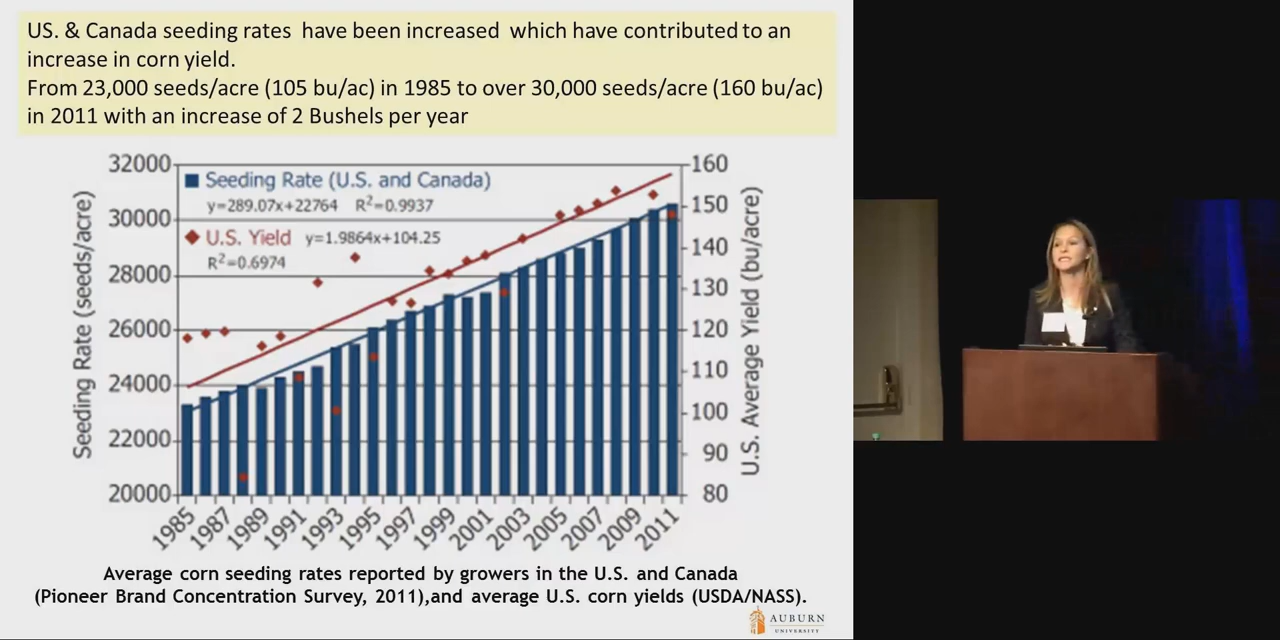 US. & Canada seeding rates have been increased which have contributed to an
increase in corn yield.
From 23,000 seeds/acre (105 bu/ac) in 1985 to over 30,000 seeds/acre (160 bu/ac)
in 2011 with an increase of 2 Bushels per year
Seeding Rate (U.S. and Canada)
y=289.07x+22764 R²=0.9937
U.S. Yield y=1.9864x+104.25
R²=0.6974
Seeding Rate (seeds/acre)
32000
30000
28000
26000
24000
22000
20000
160
150
140
130
120
110
100
90
80
U.S. Average Yield (bu/acre)
1985 1987 1989 1991 1993 1995 1997 1999 2001 2003 2005 2007 2009 2011
Average corn seeding rates reported by growers in the U.S. and Canada
(Pioneer Brand Concentration Survey, 2011),and average U.S. corn yields (USDA/NASS).
AUBURN
UNIVERSITY